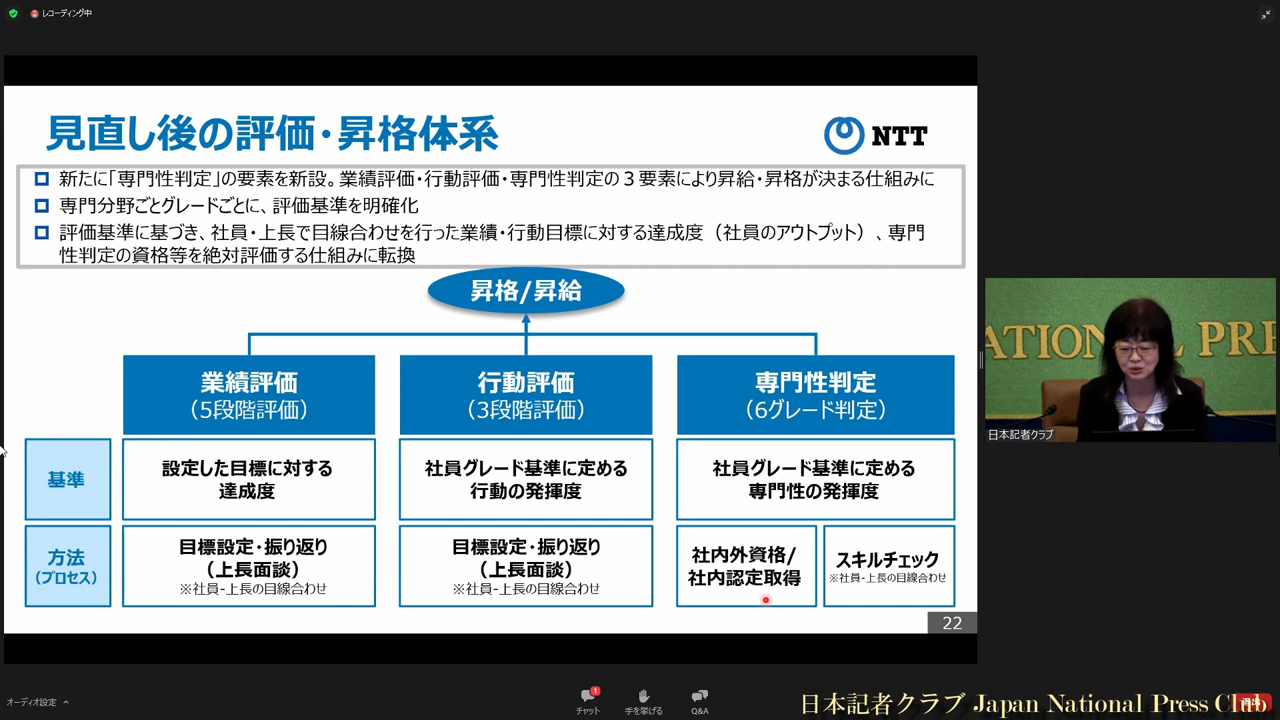 レコーディング中
見直し後の評価・昇格体系
NTT
新たに「専門性判定」の要素を新設。業績評価・行動評価・専門性判定の３要素により昇給・昇格が決まる仕組みに
専門分野ごとグレードごとに、評価基準を明確化
評価基準に基づき、社員・上長で目線合わせを行った業績・行動目標に対する達成度（社員のアウトプット）、専門
性判定の資格等を絶対評価する仕組みに転換
昇格/昇給
業績評価
（5段階評価）
行動評価
（3段階評価）
専門性判定
（6グレード判定）
基準
設定した目標に対する
達成度
社員グレード基準に定める
行動の発揮度
社員グレード基準に定める
専門性の発揮度
方法
（プロセス）
目標設定・振り返り
（上長面談）
※社員-上長の目線合わせ
目標設定・振り返り
（上長面談）
※社員-上長の目線合わせ
社内外資格/
社内認定取得
スキルチェック
※社員-上長の目線合わせ
22
ATION L PRE
日本記者クラブ
オーディオ設定
1
チャット
手を挙げる
Q&A
日本記者クラブ Japan National Press Club